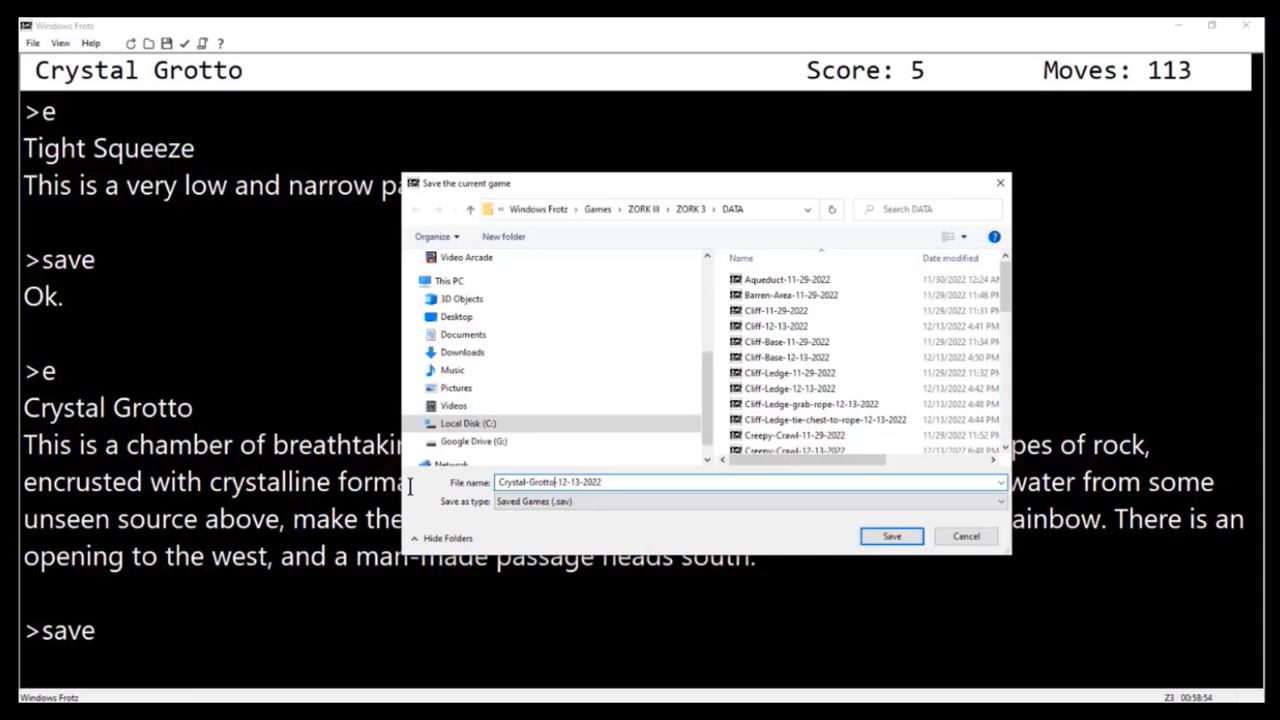 Windows Frotz
File View Help
Crystal Grotto Score: 5 Moves: 113
>e
Tight Squeeze
This is a very low and narrow pa
>save
Ok.
>e
Crystal Grotto
This is a chamber of breathtakin
pes of rock,
encrusted with crystalline forma
water from some
unseen source above, make the
ainbow. There is an
opening to the west, and a man-made passage heads south.
>save
Save the current game
« Windows Frotz › Games › ZORK III › ZORK 3 › DATA
Search DATA
Organize New folder
Video Arcade
This PC
3D Objects
Desktop
Documents
Downloads
Music
Pictures
Videos
Local Disk (C:)
Google Drive (G:)
Network
Name Date modified
Aqueduct-11-29-2022 11/30/2022 12:24 AM
Barren-Area-11-29-2022 11/29/2022 11:46 PM
Cliff-11-29-2022 11/29/2022 11:31 PM
Cliff-12-13-2022 12/13/2022 4:41 PM
Cliff-Base-11-29-2022 11/29/2022 11:34 PM
Cliff-Base-12-13-2022 12/13/2022 4:50 PM
Cliff-Ledge-11-29-2022 11/29/2022 11:32 PM
Cliff-Ledge-12-13-2022 12/13/2022 4:42 PM
Cliff-Ledge-grab-rope-12-13-2022 12/13/2022 4:48 PM
Cliff-Ledge-tie-chest-to-rope-12-13-2022 12/13/2022 4:44 PM
Creepy-Crawl-11-29-2022 11/29/2022 11:52 PM
Creepy-Crawl-12-13-2022
File name: Crystal-Grotto-12-13-2022
Save as type: Saved Games (.sav)
Hide Folders
Save Cancel
Windows Frotz Z3 00:58:54